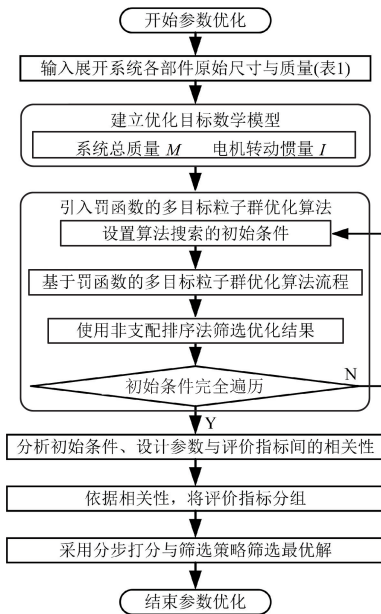 开始参数优化
输入展开系统各部件原始尺寸与质量(表1)
建立优化目标数学模型
系统总质量 M 电机转动惯量 I
引入罚函数的多目标粒子群优化算法
设置算法搜索的初始条件
基于罚函数的多目标粒子群优化算法流程
使用非支配排序法筛选优化结果
初始条件完全遍历
N
Y
分析初始条件、设计参数与评价指标间的相关性
依据相关性，将评价指标分组
采用分步打分与筛选策略筛选最优解
结束参数优化